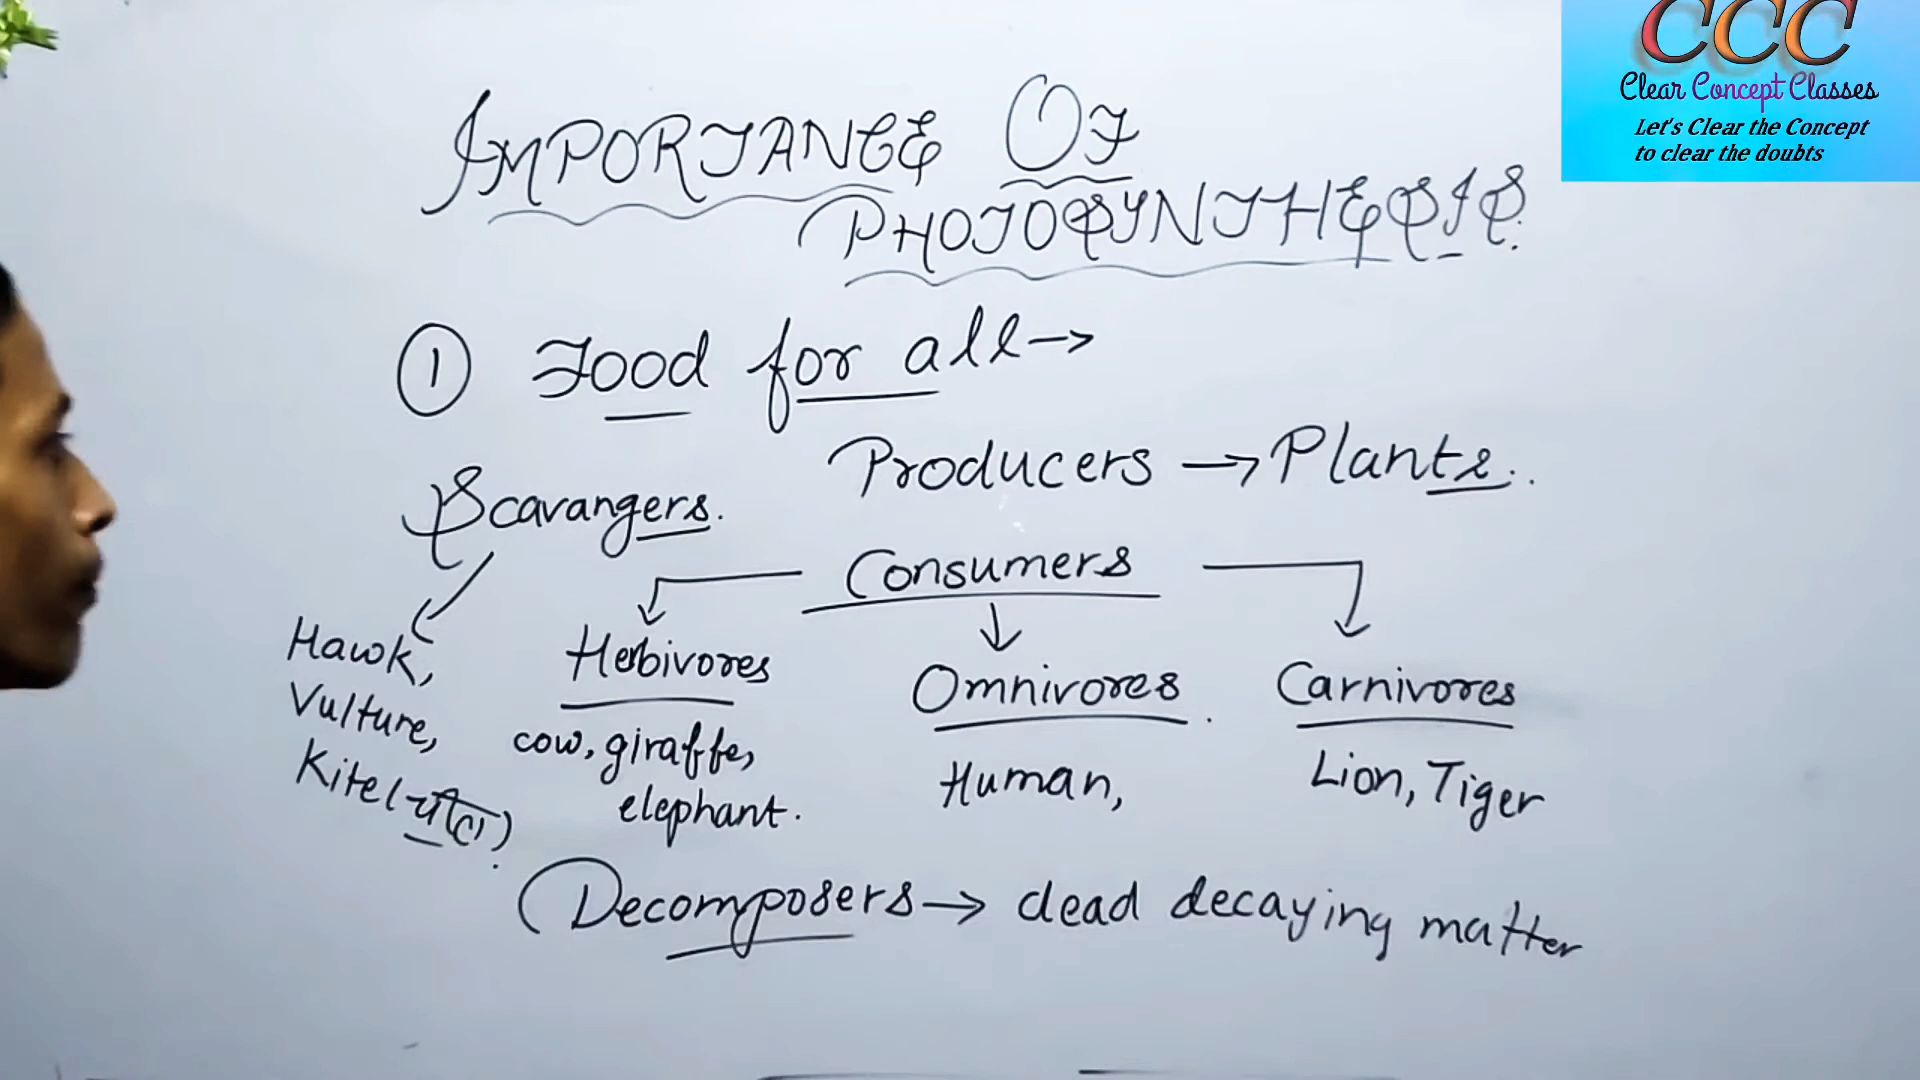 CCC
Clear Concept Classes
Let's Clear the Concept
to clear the doubts
IMPORTANCE OF
PHOTOSYNTHESIS.
1 Food for all→
Producers → Plants.
Scavangers.
Consumers
Hawk,
Vulture,
Kite(चील).
Herbivores
cow, giraffe,
elephant.
Omnivores.
Human,
Carnivores
Lion, Tiger
Decomposers → dead decaying matter